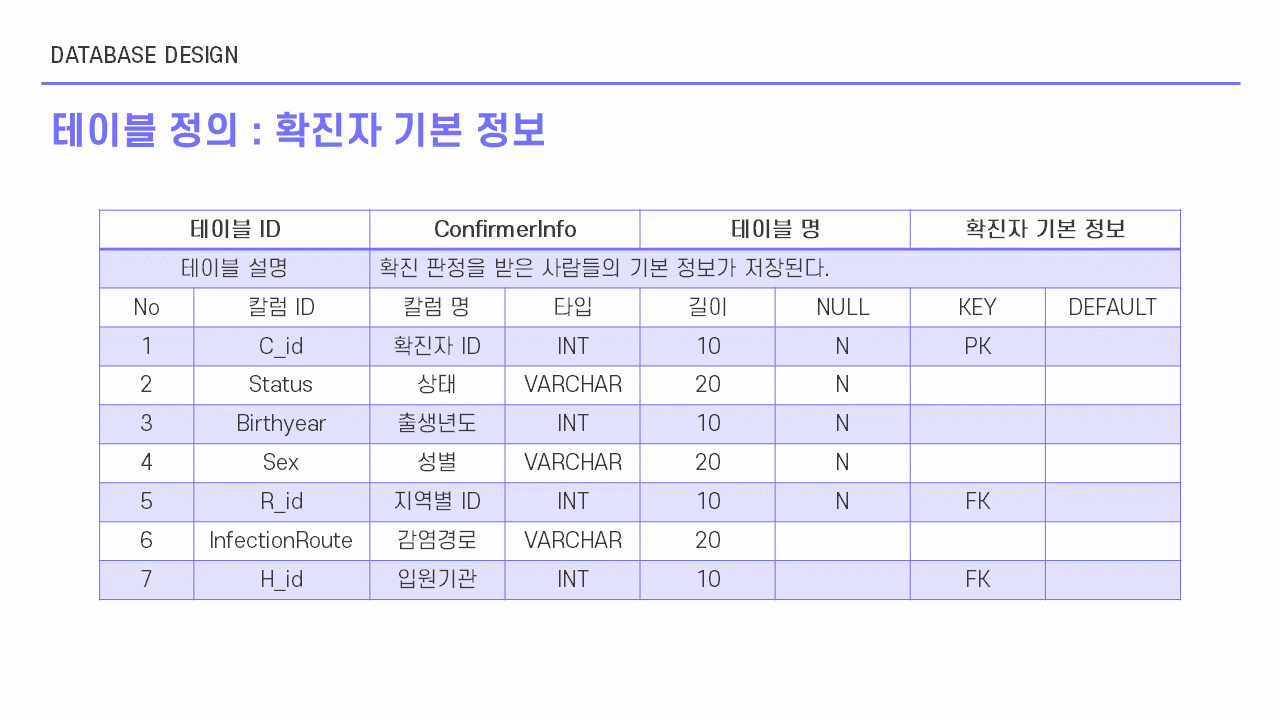 DATABASE DESIGN
테이블 정의 : 확진자 기본 정보
테이블 ID ConfirmerInfo 테이블 명 확진자 기본 정보
테이블 설명 확진 판정을 받은 사람들의 기본 정보가 저장된다.
No 칼럼 ID 칼럼 명 타입 길이 NULL KEY DEFAULT
1 C_id 확진자 ID INT 10 N PK
2 Status 상태 VARCHAR 20 N
3 Birthyear 출생년도 INT 10 N
4 Sex 성별 VARCHAR 20 N
5 R_id 지역별 ID INT 10 N FK
6 InfectionRoute 감염경로 VARCHAR 20
7 H_id 입원기관 INT 10 FK